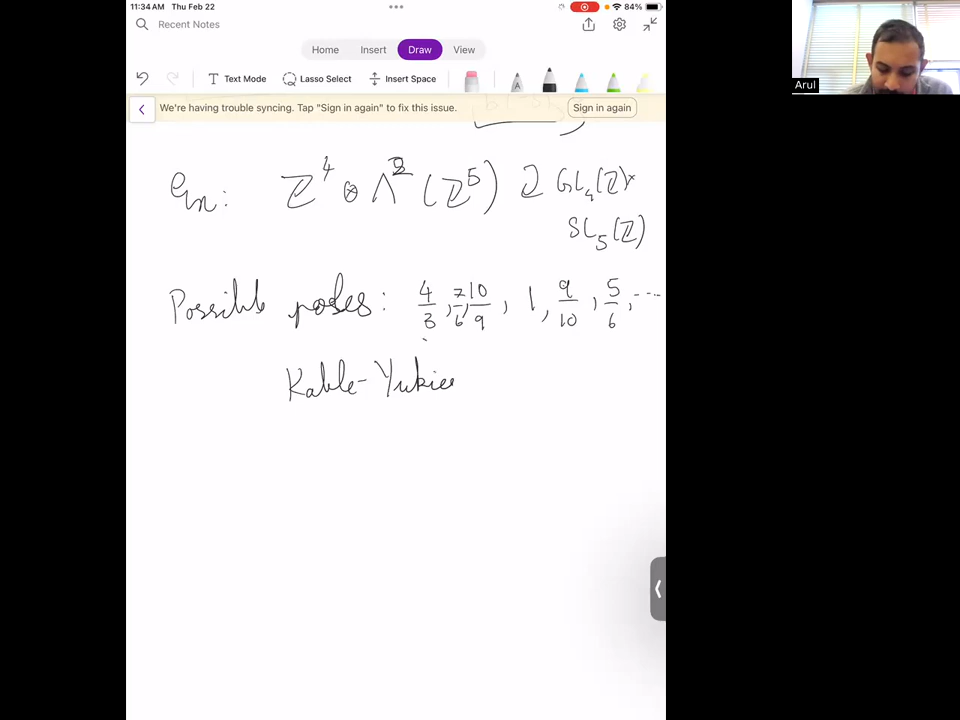 11:34 AM Thu Feb 22
84%
Recent Notes
Home Insert Draw View
Text Mode Lasso Select Insert Space
We're having trouble syncing. Tap "Sign in again" to fix this issue. Sign in again
Arul
Ex: ℤ⁴ ⊗ Λ²(ℤ⁵) ↻ GL₄(ℤ)×
SL₅(ℤ)
Possible poles: 4/3, 7/6, 10/9, 1, 9/10, 5/6, ....
Kable-Yukie